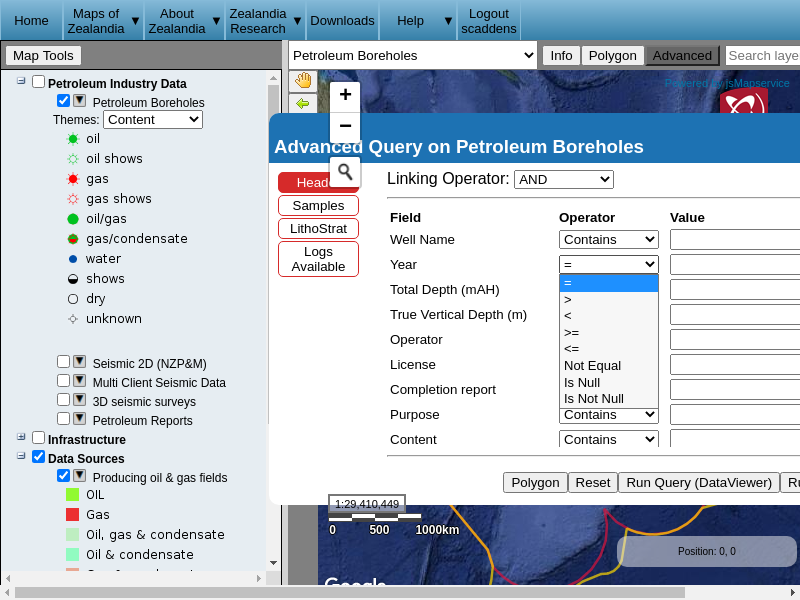 Home
Maps of Zealandia ▼
About Zealandia ▼
Zealandia Research ▼
Downloads
Help ▼
Logout scaddens
Map Tools
Petroleum Boreholes
Info
Polygon
Advanced
Search laye
Petroleum Industry Data
Petroleum Boreholes
Themes: Content
oil
oil shows
gas
gas shows
oil/gas
gas/condensate
water
shows
dry
unknown
Seismic 2D (NZP&M)
Multi Client Seismic Data
3D seismic surveys
Petroleum Reports
Infrastructure
Data Sources
Producing oil & gas fields
OIL
Gas
Oil, gas & condensate
Oil & condensate
Powered by jsMapservice
+
−
Advanced Query on Petroleum Boreholes
Samples
LithoStrat
Logs
Available
Linking Operator: AND
Field Operator Value
Well Name Contains
Year =
=
>
<
>=
<=
Not Equal
Is Null
Is Not Null
Total Depth (mAH)
True Vertical Depth (m)
Operator
License
Completion report
Purpose Contains
Content Contains
Polygon
Reset
Run Query (DataViewer)
1:29,410,449
0 500 1000km
Position: 0, 0
Google